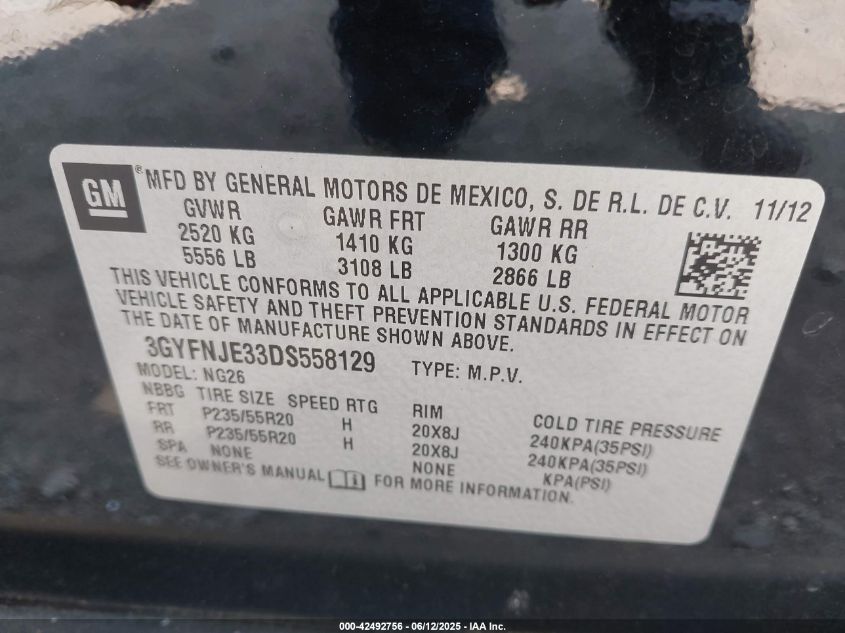 GM ® MFD BY GENERAL MOTORS DE MEXICO, S. DE R.L. DE C.V. 11/12
GVWR GAWR FRT GAWR RR
2520 KG 1410 KG 1300 KG
5556 LB 3108 LB 2866 LB
THIS VEHICLE CONFORMS TO ALL APPLICABLE U.S. FEDERAL MOTOR
VEHICLE SAFETY AND THEFT PREVENTION STANDARDS IN EFFECT ON
THE DATE OF MANUFACTURE SHOWN ABOVE.
3GYFNJE33DS558129 TYPE: M.P.V.
MODEL: NG26
NBBG TIRE SIZE SPEED RTG RIM COLD TIRE PRESSURE
FRT P235/55R20 H 20X8J 240KPA(35PSI)
RR P235/55R20 H 20X8J 240KPA(35PSI)
SPA NONE NONE KPA(PSI)
SEE OWNER'S MANUAL FOR MORE INFORMATION.
000-42492756 - 06/12/2025 - IAA Inc.